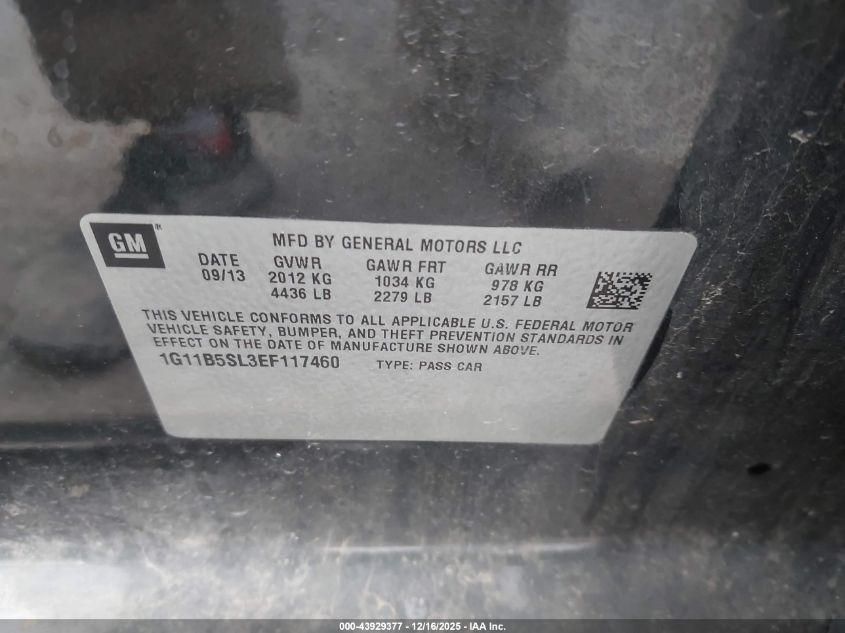 GM
MFD BY GENERAL MOTORS LLC
DATE GVWR GAWR FRT GAWR RR
09/13 2012 KG 1034 KG 978 KG
4436 LB 2279 LB 2157 LB
THIS VEHICLE CONFORMS TO ALL APPLICABLE U.S. FEDERAL MOTOR
VEHICLE SAFETY, BUMPER, AND THEFT PREVENTION STANDARDS IN
EFFECT ON THE DATE OF MANUFACTURE SHOWN ABOVE.
1G11B5SL3EF117460 TYPE: PASS CAR
000-43929377 - 12/16/2025 - IAA Inc.